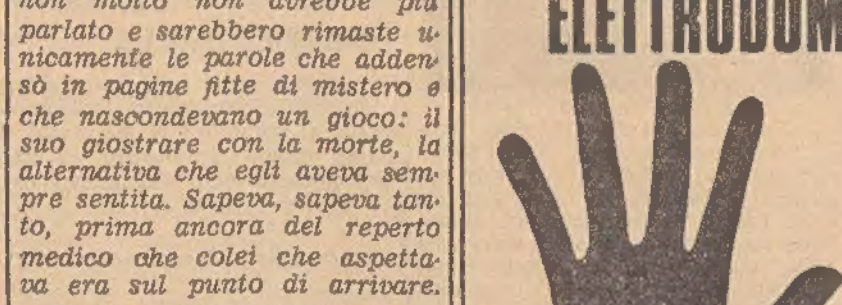 non molto non avrebbe più
parlato e sarebbero rimaste u-
nicamente le parole che adden-
sò in pagine fitte di mistero e
che nascondevano un gioco: il
suo giostrare con la morte, la
alternativa che egli aveva sem-
pre sentita. Sapeva, sapeva tan-
to, prima ancora del reperto
medico che colei che aspetta-
va era sul punto di arrivare.
ELETTRODOM